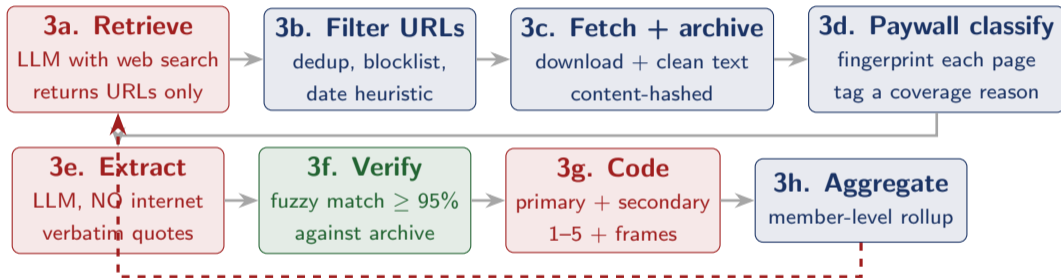 3a. Retrieve
LLM with web search
returns URLs only
3b. Filter URLs
dedup, blocklist,
date heuristic
3c. Fetch + archive
download + clean text
content-hashed
3d. Paywall classify
fingerprint each page
tag a coverage reason
3e. Extract
LLM, NO internet
verbatim quotes
3f. Verify
fuzzy match ≥ 95%
against archive
3g. Code
primary + secondary
1–5 + frames
3h. Aggregate
member-level rollup